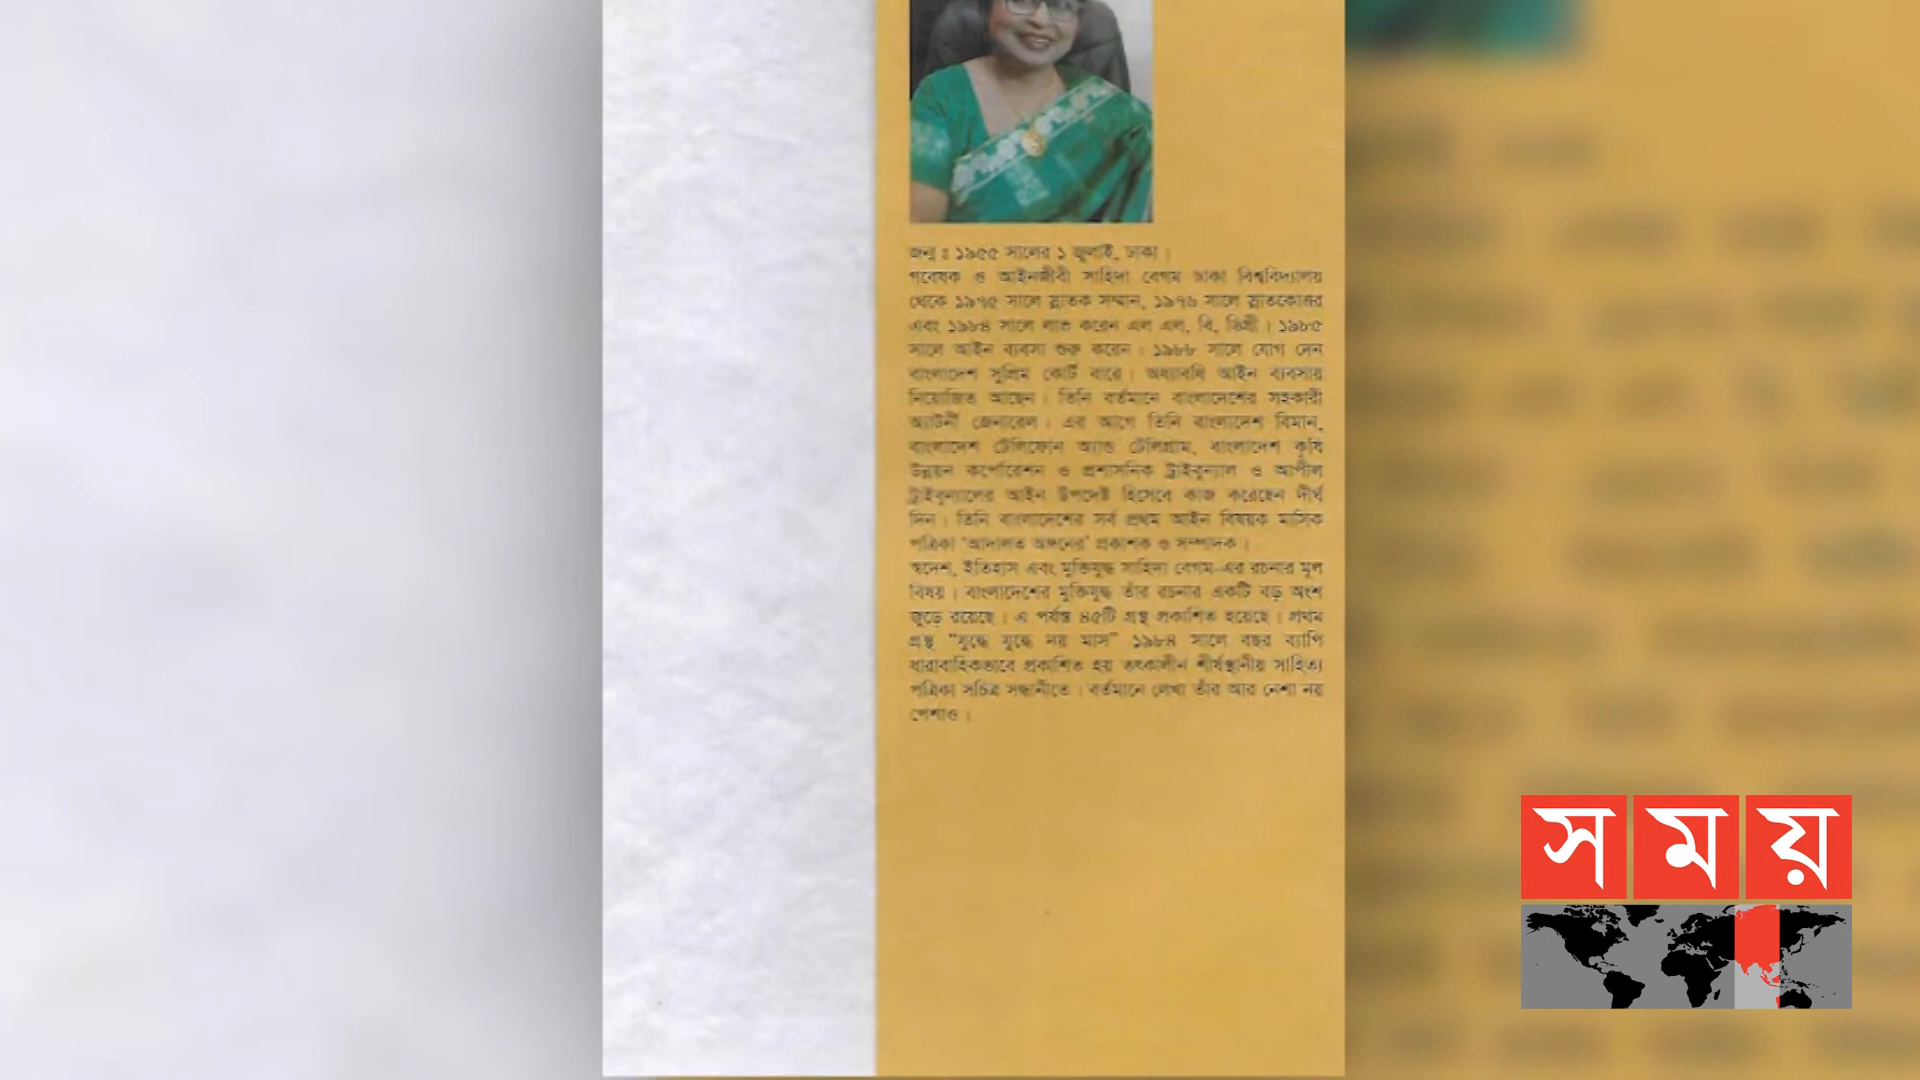 জন্ম : ১৯৫৫ সালের ১ জুলাই, ঢাকা।
গবেষক ও আইনজীবী সাহিদা বেগম ঢাকা বিশ্ববিদ্যালয়
থেকে ১৯৭৫ সালে স্নাতক সম্মান, ১৯৭৬ সালে স্নাতকোত্তর
এবং ১৯৮৪ সালে লাভ করেন এল এল, বি, ডিগ্রী। ১৯৮৫
সালে আইন ব্যবসা শুরু করেন। ১৯৮৮ সালে যোগ দেন
বাংলাদেশ সুপ্রিম কোর্ট বারে। অদ্যাবধি আইন ব্যবসায়
নিয়োজিত আছেন। তিনি বর্তমানে বাংলাদেশের সহকারী
অ্যাটর্নী জেনারেল। এর আগে তিনি বাংলাদেশ বিমান,
বাংলাদেশ টেলিফোন অ্যান্ড টেলিগ্রাম, বাংলাদেশ কৃষি
উন্নয়ন কর্পোরেশন ও প্রশাসনিক ট্রাইবুন্যাল ও আপীল
ট্রাইবুন্যালের আইন উপদেষ্ট হিসেবে কাজ করেছেন দীর্ঘ
দিন। তিনি বাংলাদেশের সর্ব প্রথম আইন বিষয়ক মাসিক
পত্রিকা ‘আদালত অঙ্গনের’ প্রকাশক ও সম্পাদক।
স্বদেশ, ইতিহাস এবং মুক্তিযুদ্ধ সাহিদা বেগম-এর রচনার মূল
বিষয়। বাংলাদেশের মুক্তিযুদ্ধ তাঁর রচনার একটি বড় অংশ
জুড়ে রয়েছে। এ পর্যন্ত ৪৫টি গ্রন্থ প্রকাশিত হয়েছে। প্রথম
গ্রন্থ “যুদ্ধে যুদ্ধে নয় মাস” ১৯৮৪ সালে বছর ব্যাপি
ধারাবাহিকভাবে প্রকাশিত হয় তৎকালীন শীর্ষস্থানীয় সাহিত্য
পত্রিকা সচিত্র সন্ধানীতে। বর্তমানে লেখা তাঁর আর নেশা নয়
পেশাও।
সময়